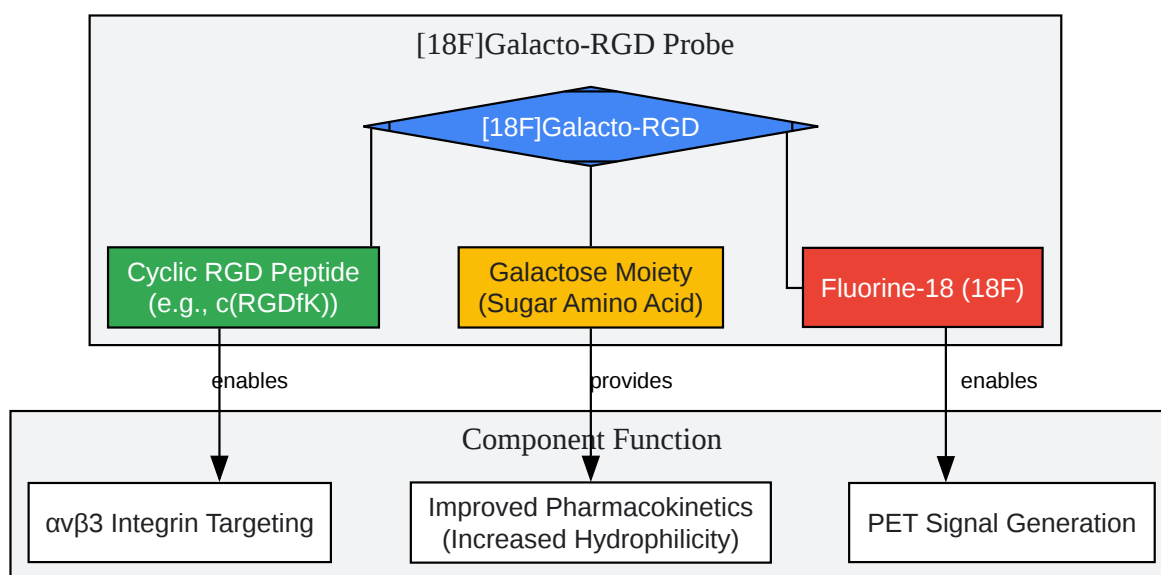 [18F]Galacto-RGD Probe
[18F]Galacto-RGD
Cyclic RGD Peptide
(e.g., c(RGDfK))
Galactose Moiety
(Sugar Amino Acid)
Fluorine-18 (18F)
enables
provides
enables
Component Function
αvβ3 Integrin Targeting
Improved Pharmacokinetics
(Increased Hydrophilicity)
PET Signal Generation